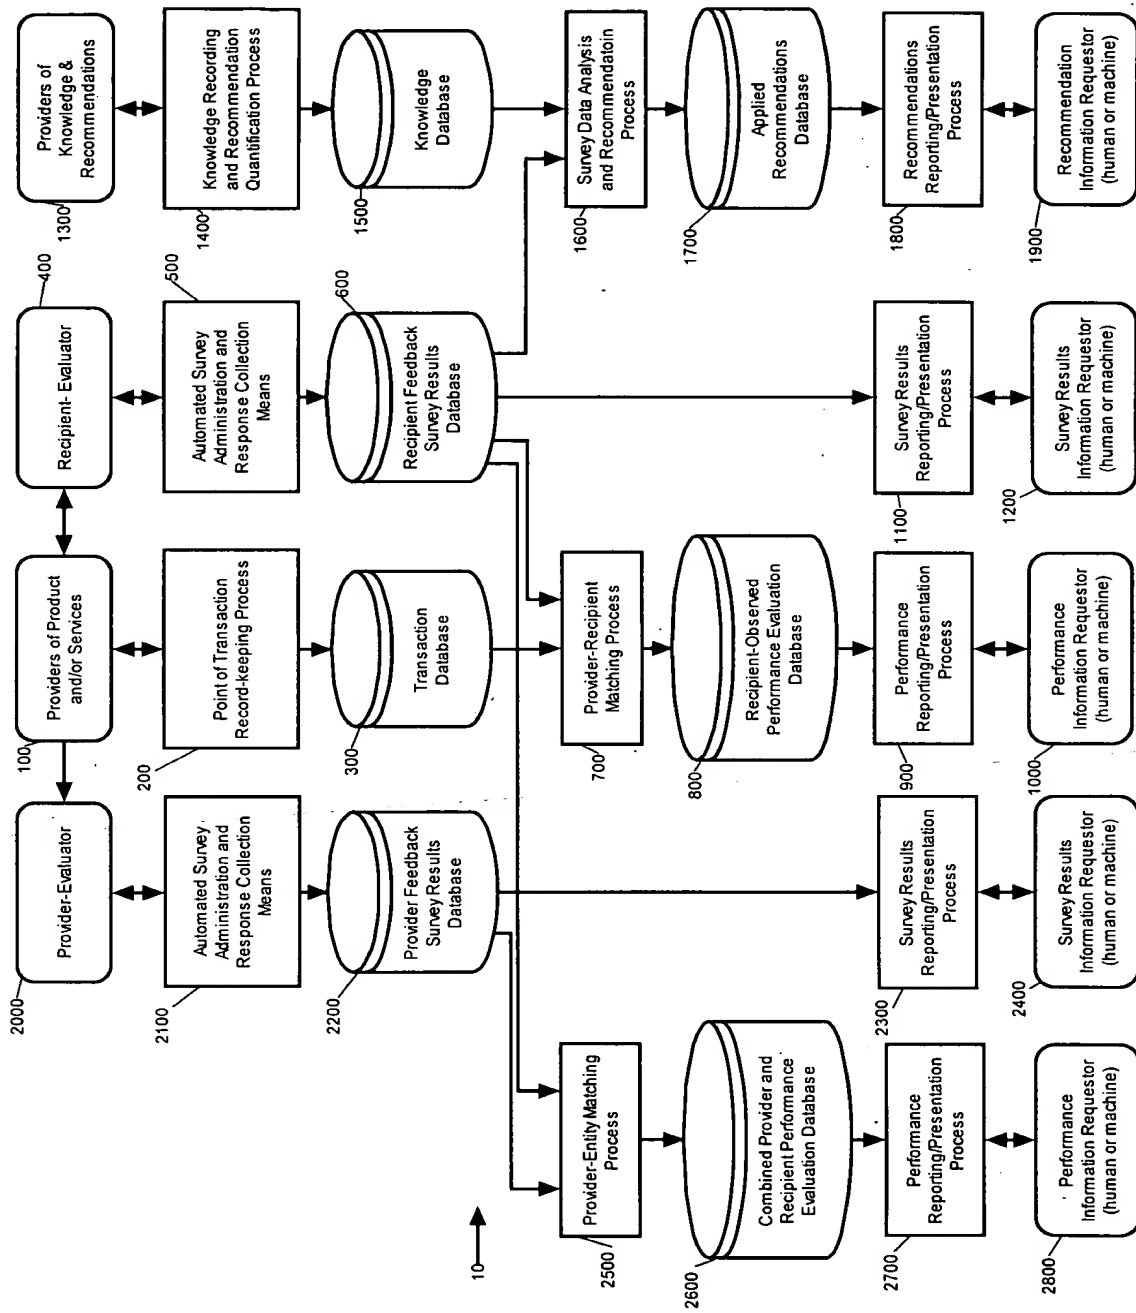 2000
Provider-Evaluator
100
Providers of Product
and/or Services
400
Recipient- Evaluator
1300
Providers of
Knowledge &
Recommendations
2100
Automated Survey
Administration and
Response Collection
Means
200
Point of Transaction
Record-keeping Process
500
Automated Survey
Administration and
Response Collection
Means
1400
Knowledge Recording
and Recommendation
Quantification Process
2200
Provider Feedback
Survey Results
Database
300
Transaction
Database
600
Recipient Feedback
Survey Results
Database
1500
Knowledge
Database
10
2500
Provider-Entity Matching
Process
700
Provider-Recipient
Matching Process
1600
Survey Data Analysis
and Recommendatoin
Process
2600
Combined Provider and
Recipient Performance
Evaluation Database
800
Recipient-Observed
Performance Evaluation
Database
1700
Applied
Recommendations
Database
2700
Performance
Reporting/Presentation
Process
2300
Survey Results
Reporting/Presentation
Process
900
Performance
Reporting/Presentation
Process
1100
Survey Results
Reporting/Presentation
Process
1800
Recommendations
Reporting/Presentation
Process
2800
Performance
Information Requestor
(human or machine)
2400
Survey Results
Information Requestor
(human or machine)
1000
Performance
Information Requestor
(human or machine)
1200
Survey Results
Information Requestor
(human or machine)
1900
Recommendation
Information Requestor
(human or machine)